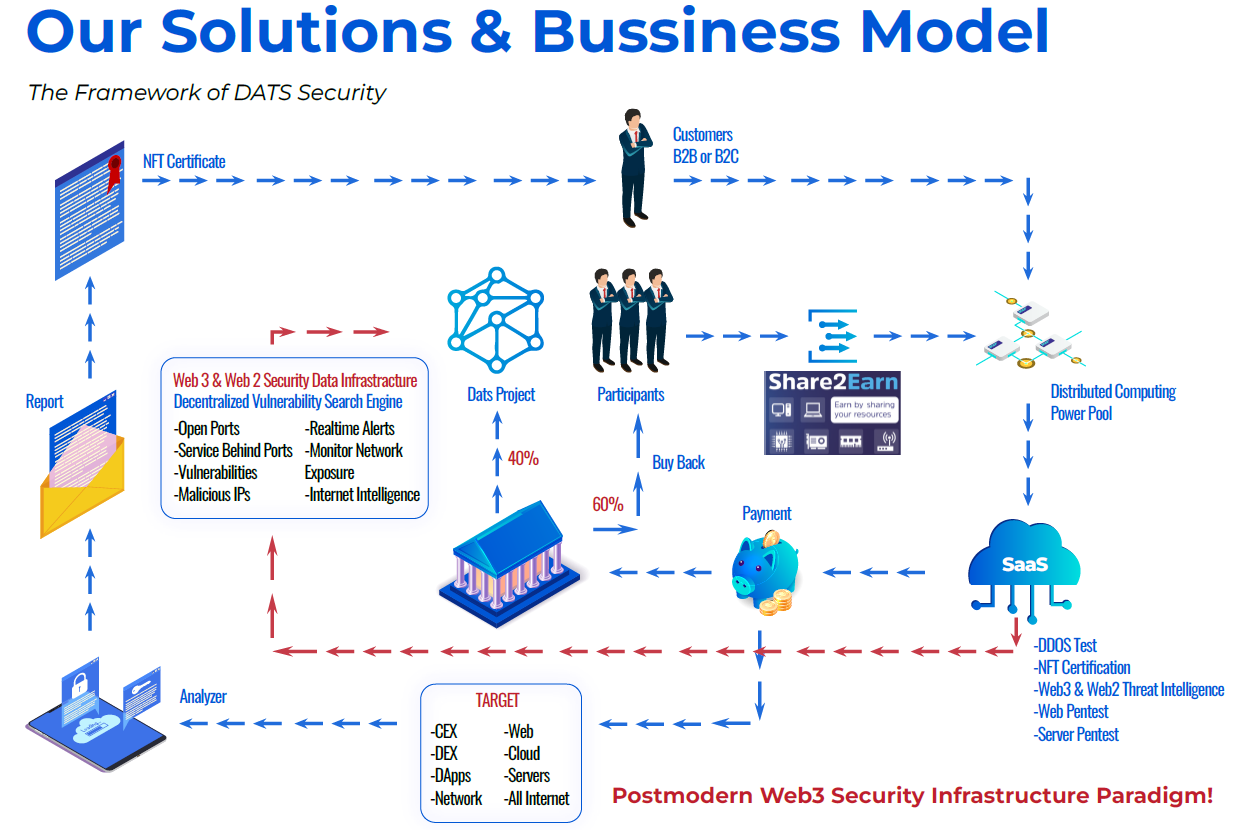 Our Solutions & Bussiness Model
The Framework of DATS Security
NFT Certificate
Customers
B2B or B2C
Web 3 & Web 2 Security Data Infrastracture
Decentralized Vulnerability Search Engine
-Open Ports
-Service Behind Ports
-Vulnerabilities
-Malicious IPs
-Realtime Alerts
-Monitor Network
Exposure
-Internet Intelligence
Dats Project
Participants
Share2Earn
Earn by sharing
your resources
Distributed Computing
Power Pool
Report
40%
60%
Buy Back
Payment
SaaS
-DDOS Test
-NFT Certification
-Web3 & Web2 Threat Intelligence
-Web Pentest
-Server Pentest
Analyzer
TARGET
-CEX
-DEX
-DApps
-Network
-Web
-Cloud
-Servers
-All Internet
Postmodern Web3 Security Infrastructure Paradigm!